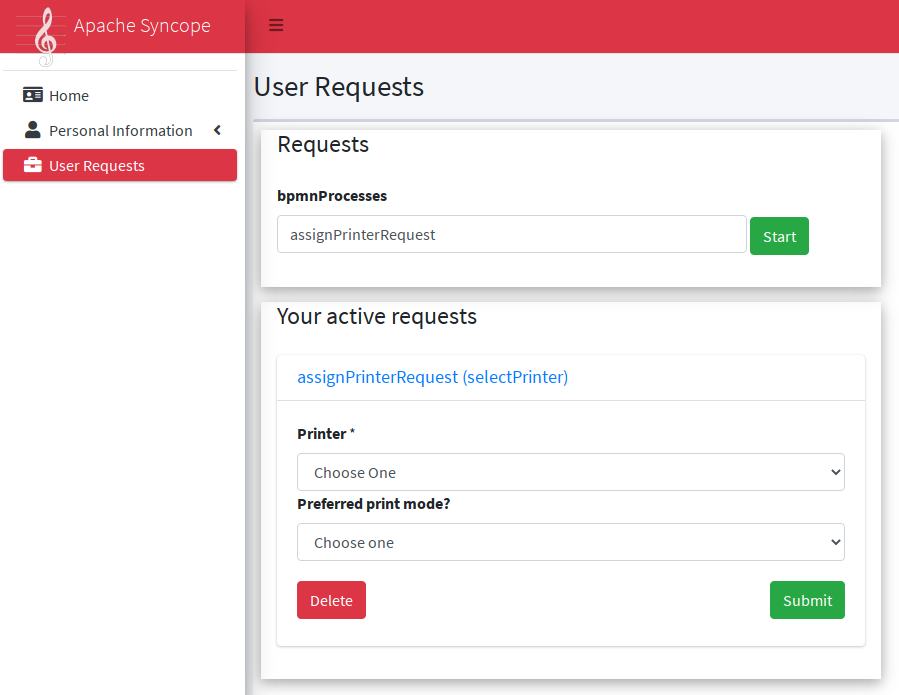 Apache Syncope
Home
Personal Information
User Requests
User Requests
Requests
bpmnProcesses
assignPrinterRequest
Start
Your active requests
assignPrinterRequest (selectPrinter)
Printer *
Choose One
Preferred print mode?
Choose one
Delete
Submit